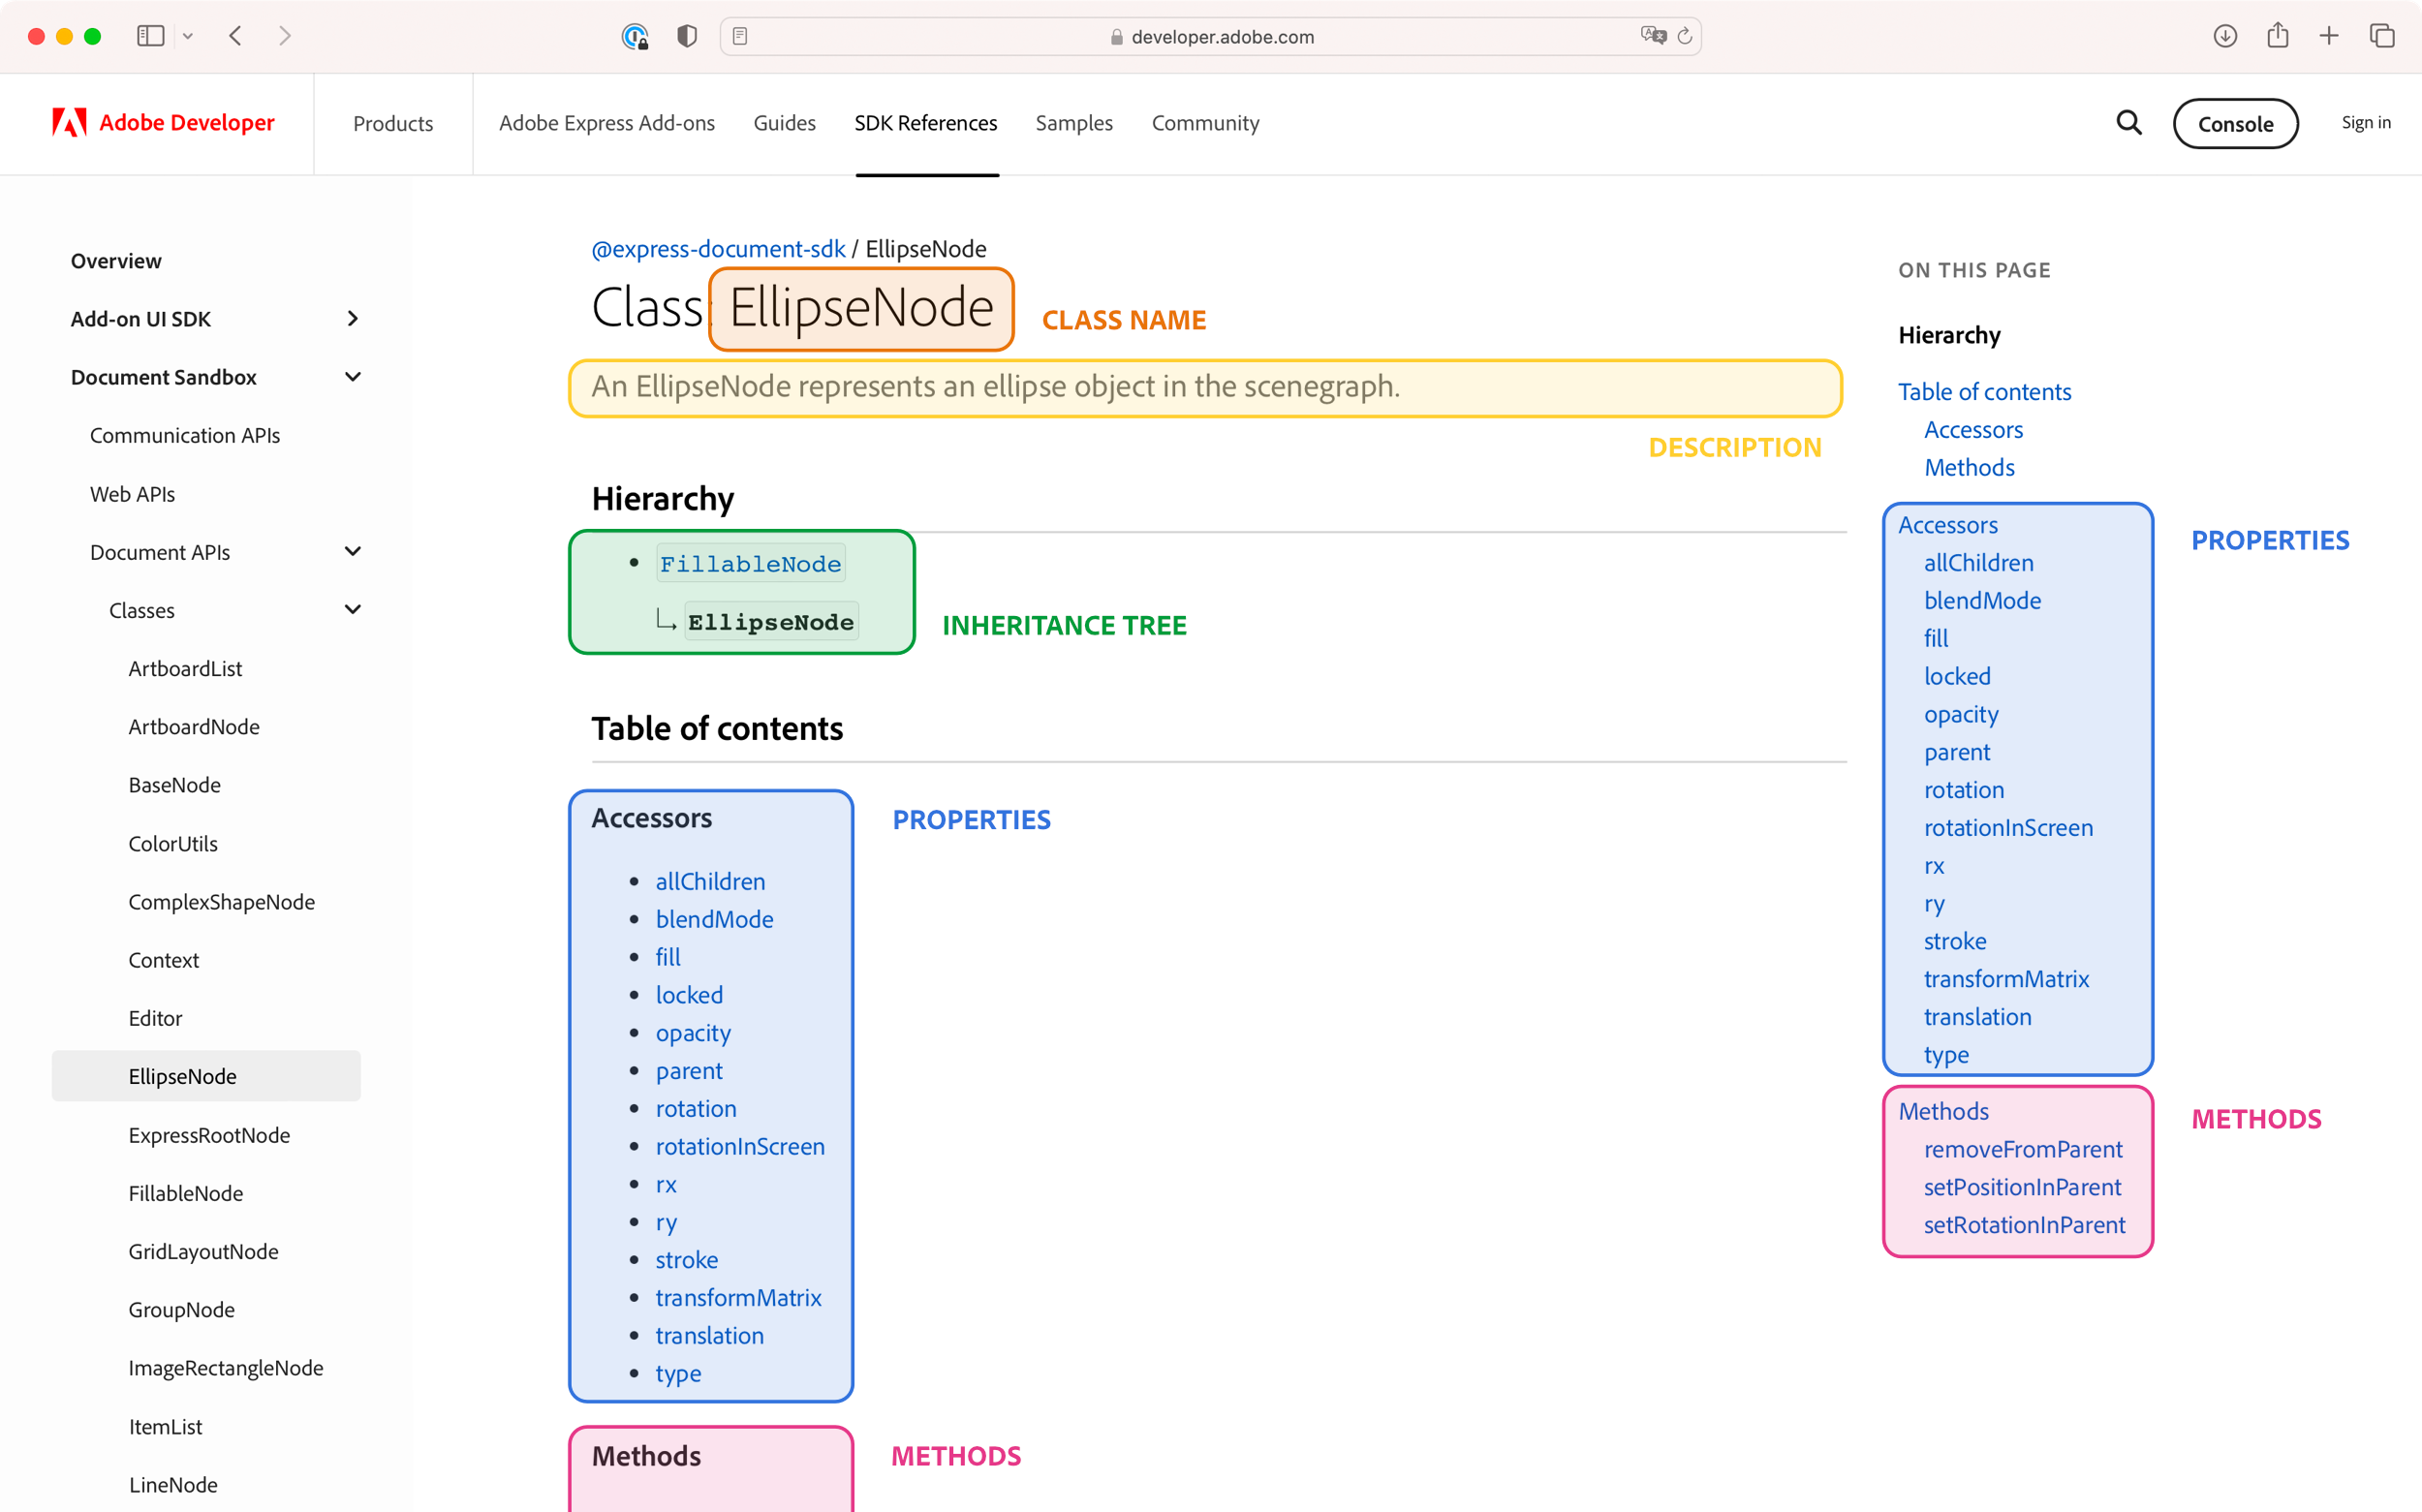 developer.adobe.com
Adobe Developer
Products
Adobe Express Add-ons
Guides
SDK References
Samples
Community
Console
Sign in
Overview
Add-on UI SDK
Document Sandbox
Communication APIs
Web APIs
Document APIs
Classes
ArtboardList
ArtboardNode
BaseNode
ColorUtils
ComplexShapeNode
Context
Editor
EllipseNode
ExpressRootNode
FillableNode
GridLayoutNode
GroupNode
ImageRectangleNode
ItemList
LineNode
@express-document-sdk / EllipseNode
Class: EllipseNode
CLASS NAME
An EllipseNode represents an ellipse object in the scenegraph.
DESCRIPTION
Hierarchy
FillableNode
EllipseNode
INHERITANCE TREE
Table of contents
Accessors
PROPERTIES
allChildren
blendMode
fill
locked
opacity
parent
rotation
rotationInScreen
rx
ry
stroke
transformMatrix
translation
type
Methods
METHODS
ON THIS PAGE
Hierarchy
Table of contents
Accessors
Methods
Accessors
PROPERTIES
allChildren
blendMode
fill
locked
opacity
parent
rotation
rotationInScreen
rx
ry
stroke
transformMatrix
translation
type
Methods
METHODS
removeFromParent
setPositionInParent
setRotationInParent